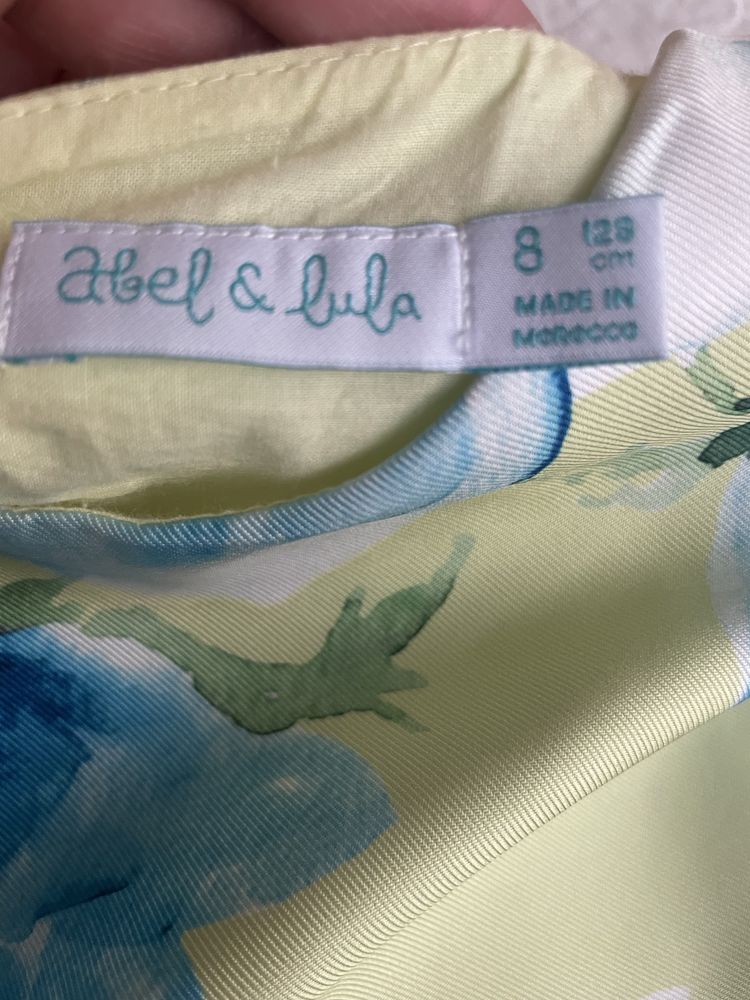 abel & lula
8 128
cm
MADE IN
MOROCCO